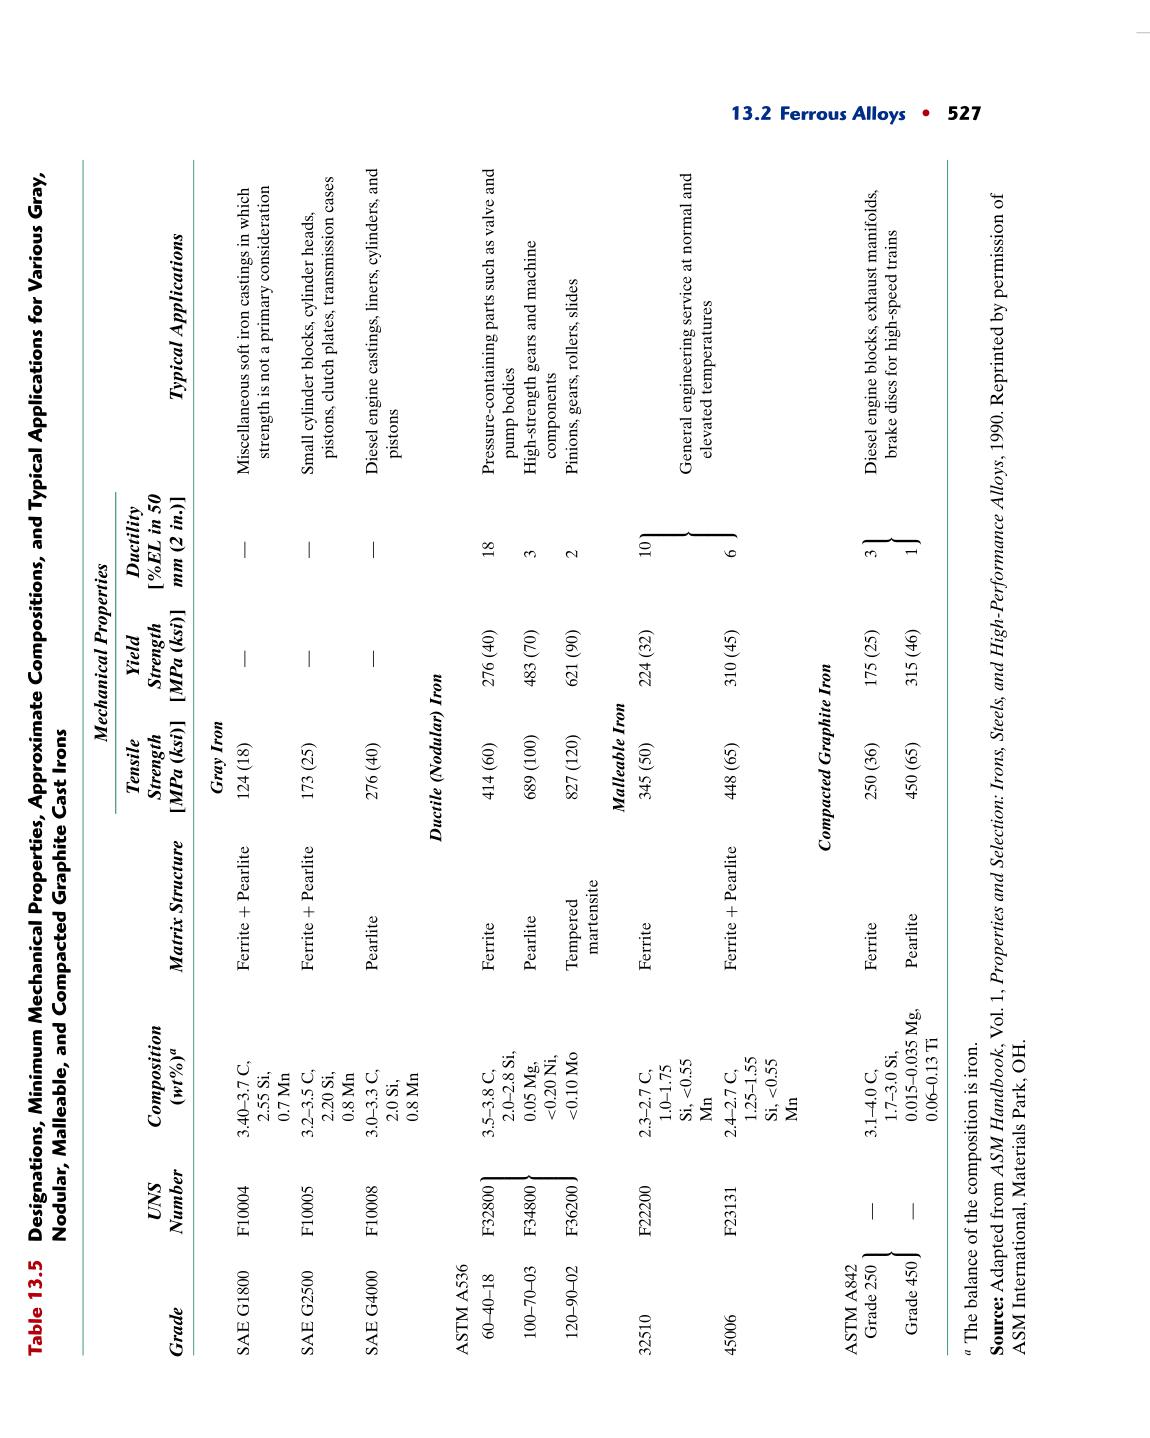 13.2 Ferrous Alloys • 527
Table 13.5 Designations, Minimum Mechanical Properties, Approximate Compositions, and Typical Applications for Various Gray,
Nodular, Malleable, and Compacted Graphite Cast Irons
Mechanical Properties
Grade
UNS
Number
Composition
(wt%)a
Matrix Structure
Tensile
Strength
[MPa (ksi)]
Yield
Strength
[MPa (ksi)]
Ductility
[%EL in 50
mm (2 in.)]
Typical Applications
Gray Iron
SAE G1800 F10004 3.40–3.7 C, Ferrite + Pearlite 124 (18) — — Miscellaneous soft iron castings in which
2.55 Si, strength is not a primary consideration
0.7 Mn
SAE G2500 F10005 3.2–3.5 C, Ferrite + Pearlite 173 (25) — — Small cylinder blocks, cylinder heads,
2.20 Si, pistons, clutch plates, transmission cases
0.8 Mn
SAE G4000 F10008 3.0–3.3 C, Pearlite 276 (40) — — Diesel engine castings, liners, cylinders, and
2.0 Si, pistons
0.8 Mn
Ductile (Nodular) Iron
ASTM A536
60–40–18 F32800 3.5–3.8 C, Ferrite 414 (60) 276 (40) 18 Pressure-containing parts such as valve and
2.0–2.8 Si, pump bodies
100–70–03 F34800 0.05 Mg, Pearlite 689 (100) 483 (70) 3 High-strength gears and machine
<0.20 Ni, components
120–90–02 F36200 <0.10 Mo Tempered 827 (120) 621 (90) 2 Pinions, gears, rollers, slides
martensite
Malleable Iron
32510 F22200 2.3–2.7 C, Ferrite 345 (50) 224 (32) 10
1.0–1.75
Si, <0.55 General engineering service at normal and
Mn elevated temperatures
45006 F23131 2.4–2.7 C, Ferrite + Pearlite 448 (65) 310 (45) 6
1.25–1.55
Si, <0.55
Mn
Compacted Graphite Iron
ASTM A842
Grade 250 — 3.1–4.0 C, Ferrite 250 (36) 175 (25) 3 Diesel engine blocks, exhaust manifolds,
1.7–3.0 Si, brake discs for high-speed trains
Grade 450 — 0.015–0.035 Mg, Pearlite 450 (65) 315 (46) 1
0.06–0.13 Ti
a The balance of the composition is iron.
Source: Adapted from ASM Handbook, Vol. 1, Properties and Selection: Irons, Steels, and High-Performance Alloys, 1990. Reprinted by permission of
ASM International, Materials Park, OH.